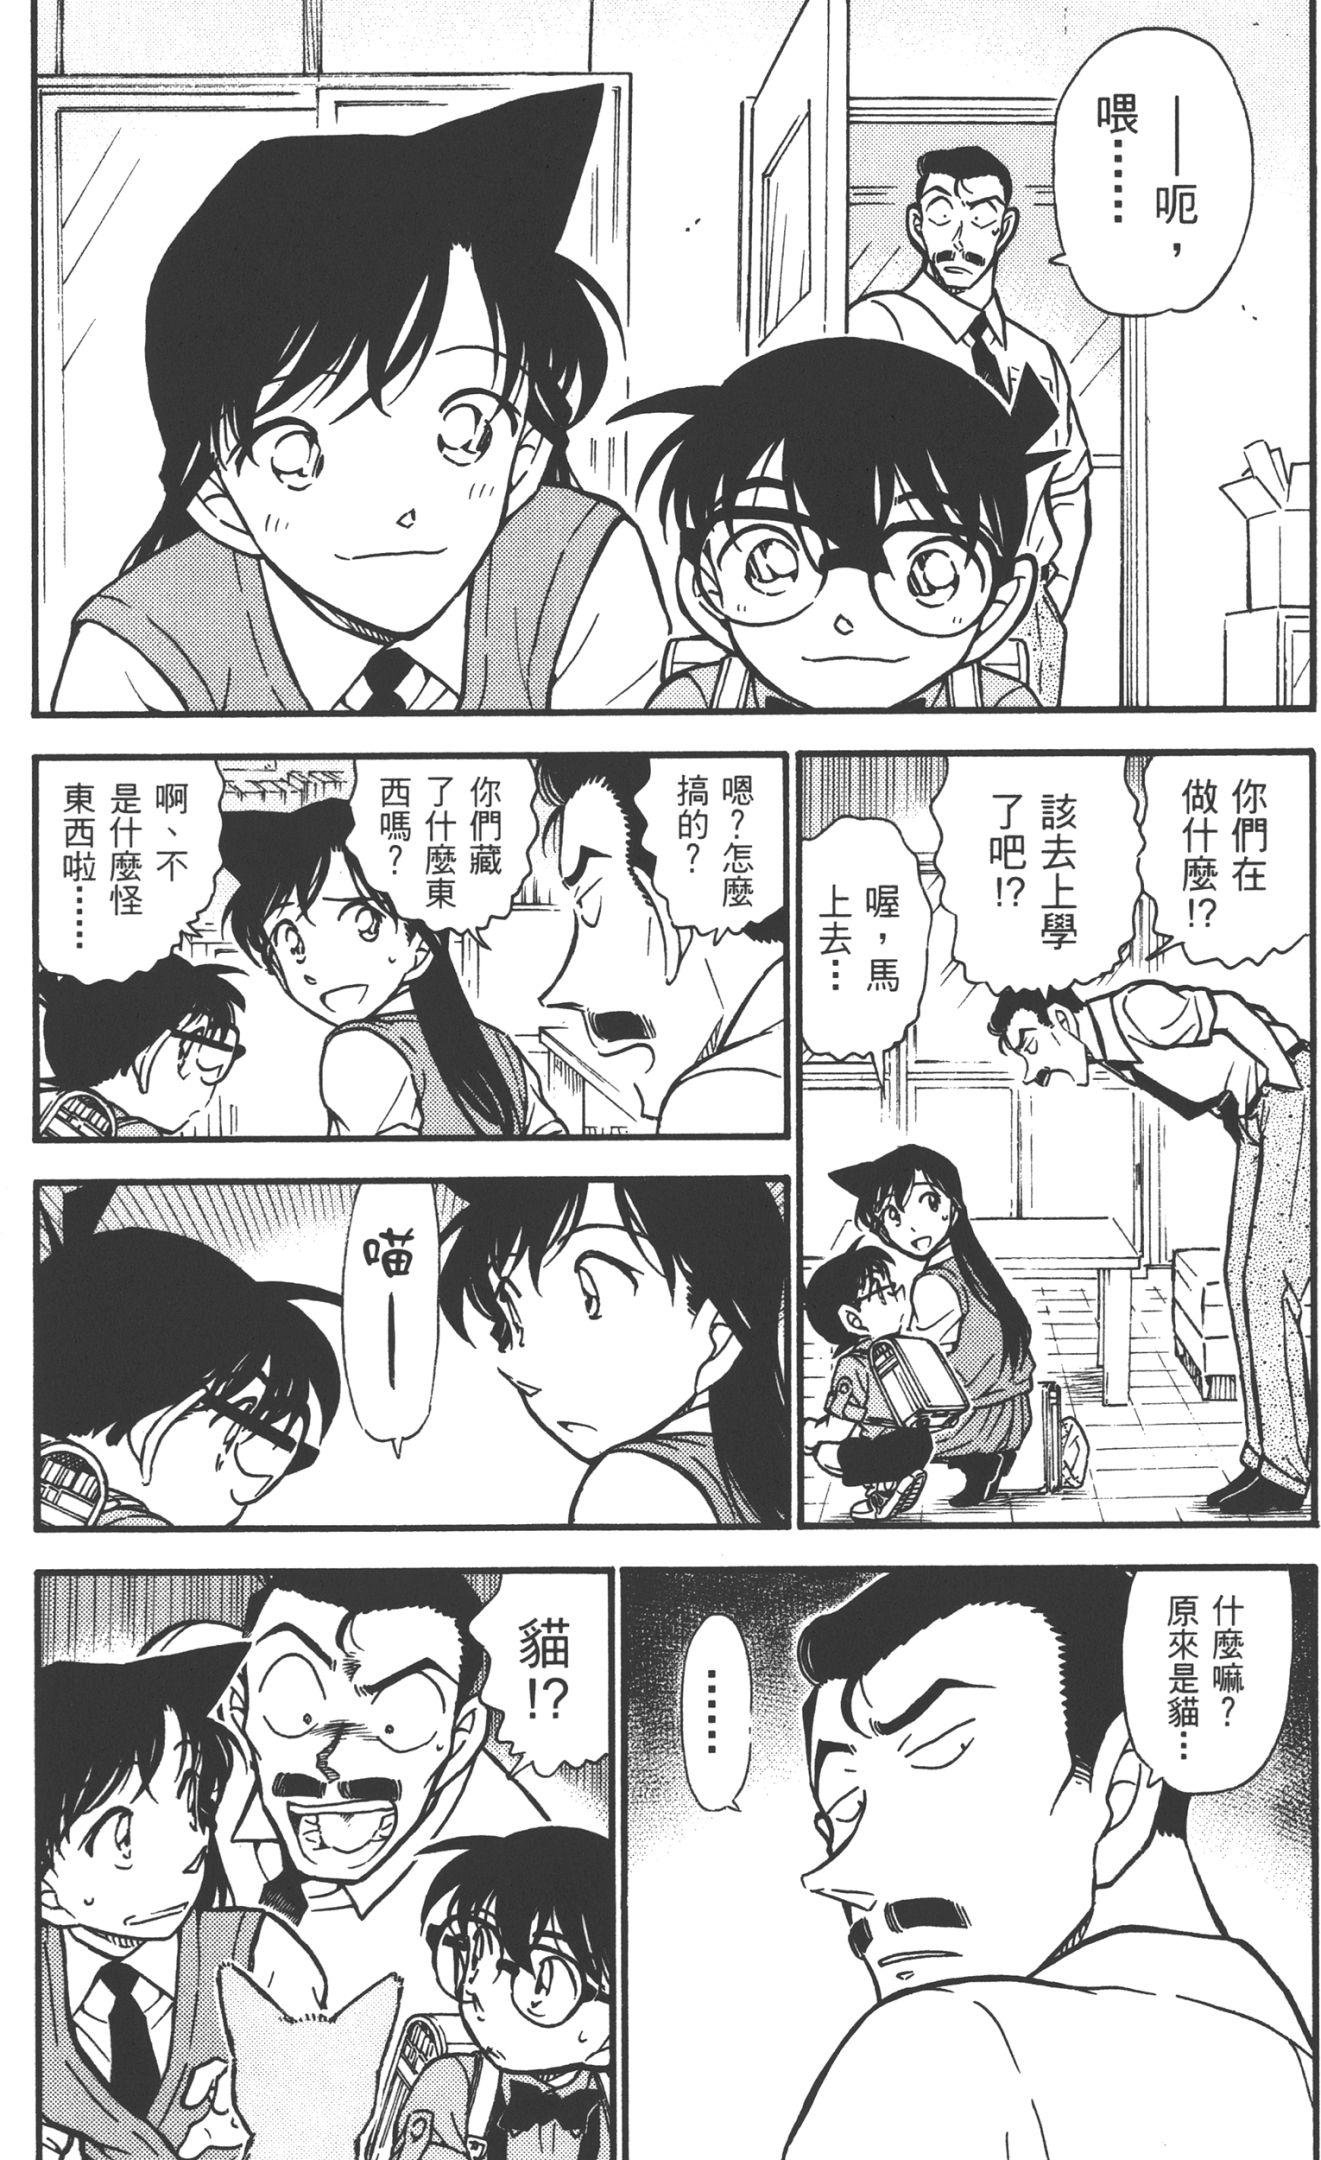 ——呃，
喂……
你們在
做什麼!?
該去上學
了吧!?
喔，馬
上去…
嗯？怎麼
搞的？
你們藏
了什麼東
西嗎？
啊、不
是什麼怪
東西啦……
喵——
什麼嘛？
原來是貓…
……
貓!?